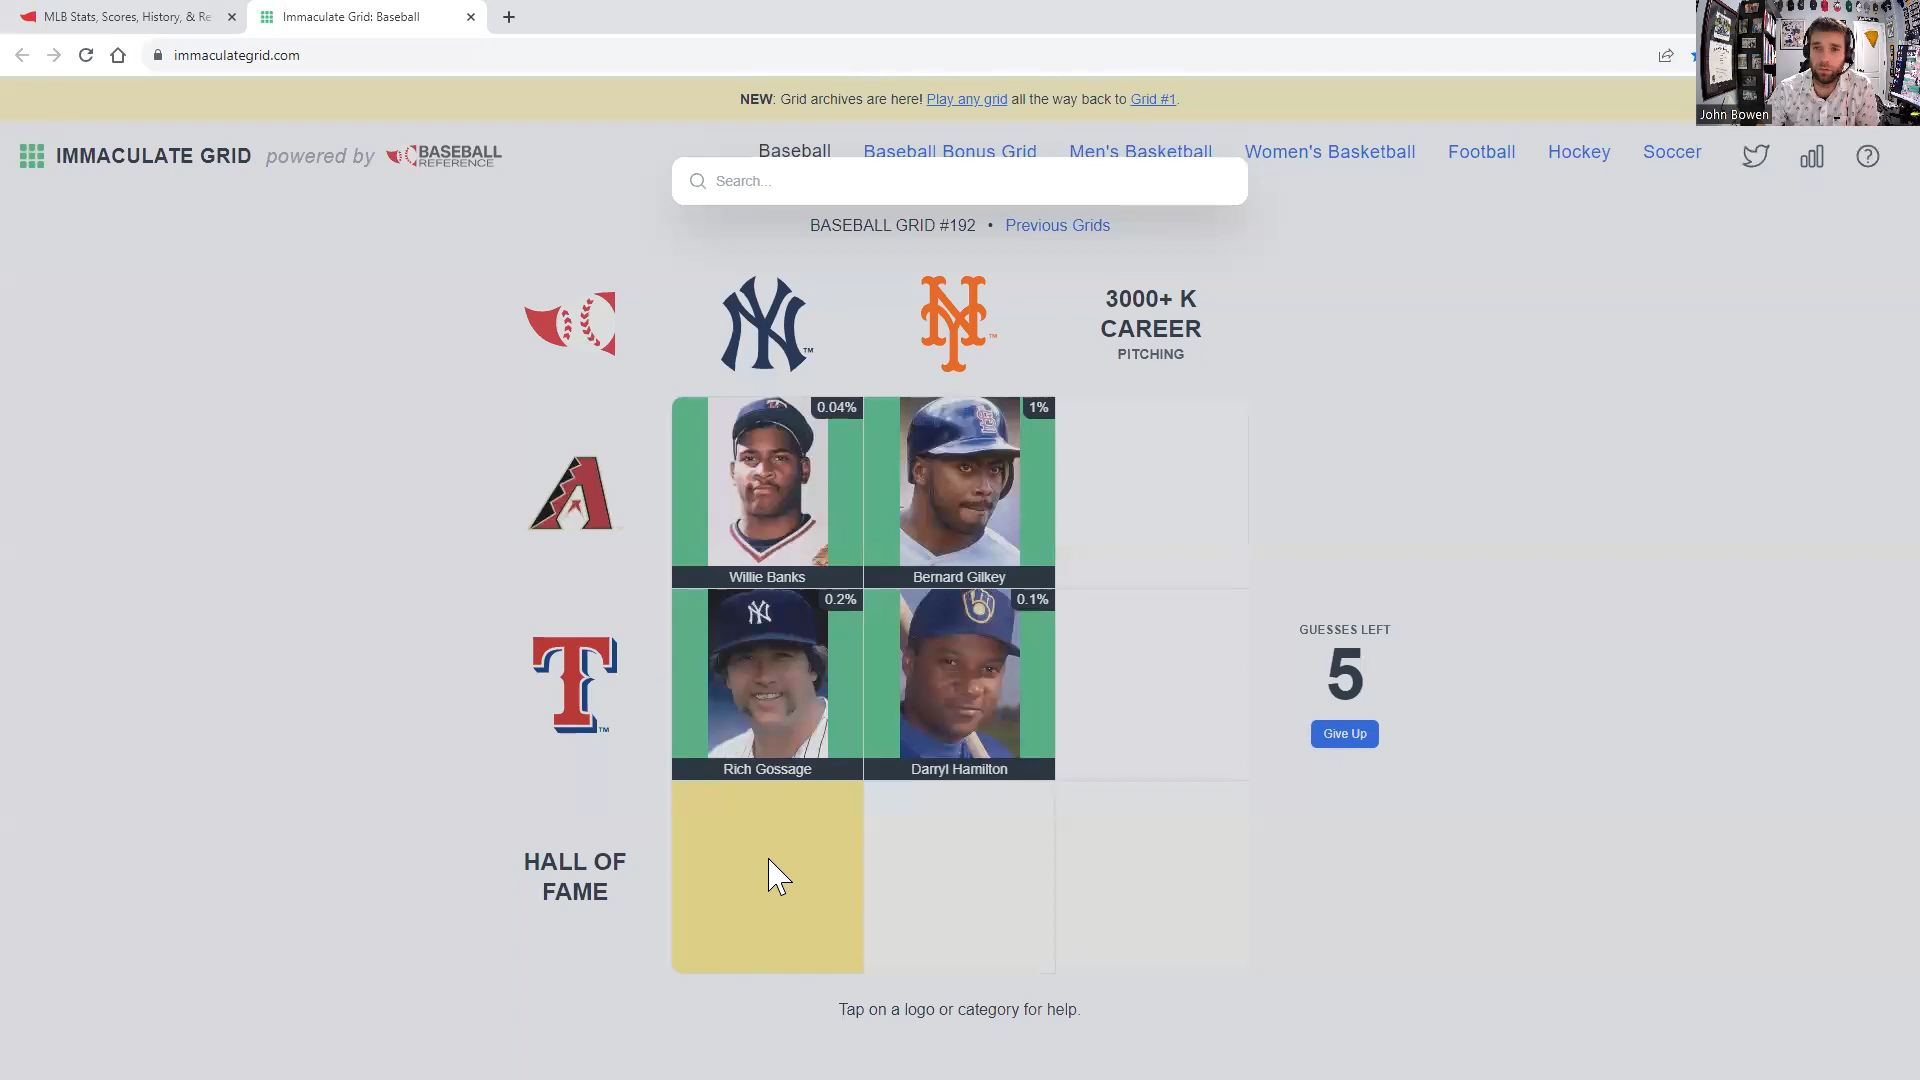 MLB Stats, Scores, History, & Re
Immaculate Grid: Baseball
immaculategrid.com
NEW: Grid archives are here! Play any grid all the way back to Grid #1.
John Bowen
IMMACULATE GRID powered by BASEBALL REFERENCE
Baseball Baseball Bonus Grid Men's Basketball Women's Basketball Football Hockey Soccer
Search...
BASEBALL GRID #192 • Previous Grids
3000+ K
CAREER
PITCHING
0.04%
1%
Willie Banks
Bernard Gilkey
0.2%
0.1%
T
TM
Rich Gossage
Darryl Hamilton
GUESSES LEFT
5
Give Up
HALL OF
FAME
Tap on a logo or category for help.